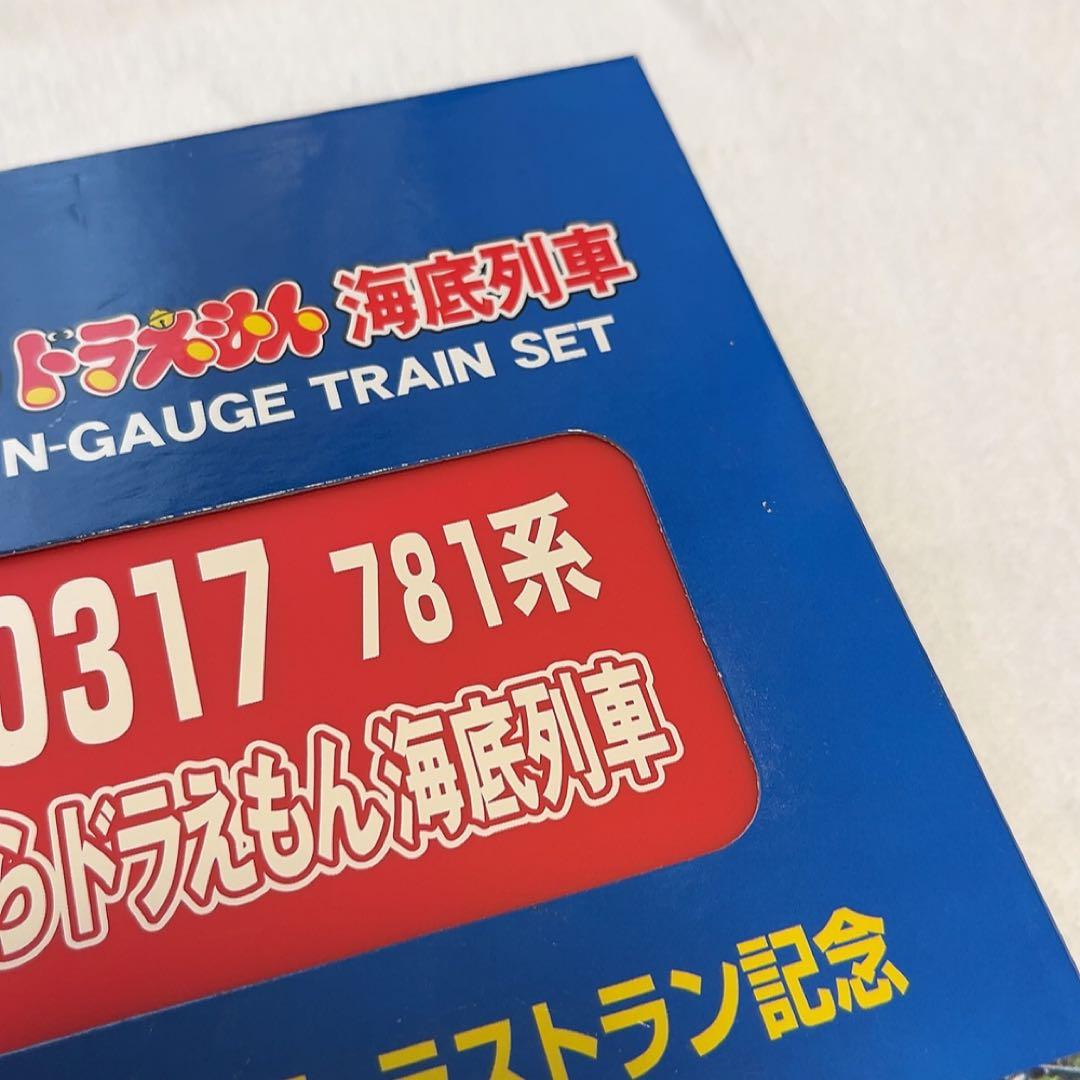 ドラえもん 海底列車
N-GAUGE TRAIN SET
0317 781系
らドラえもん海底列車
ラストラン記念